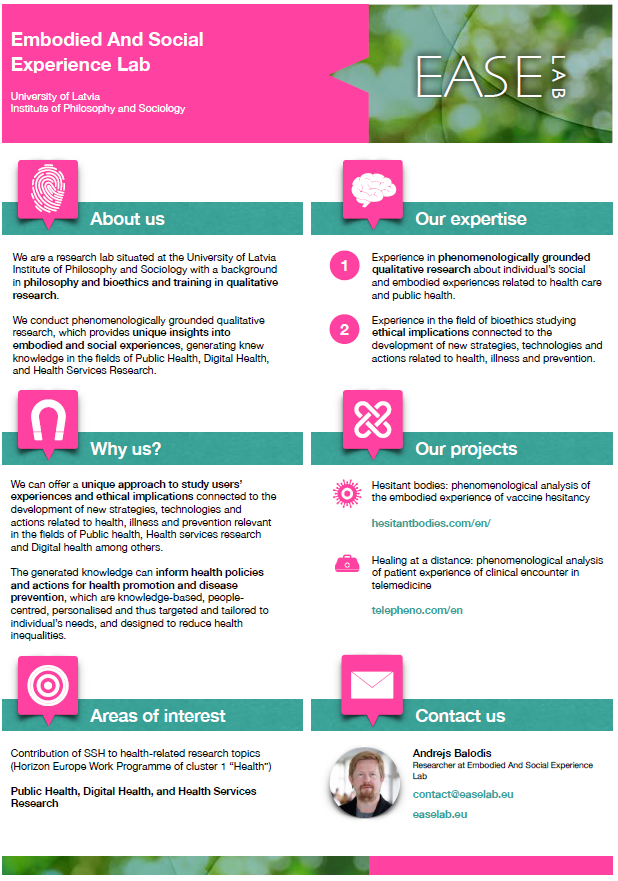 Embodied And Social
Experience Lab
University of Latvia
Institute of Philosophy and Sociology
EASE LAB
About us
We are a research lab situated at the University of Latvia
Institute of Philosophy and Sociology with a background
in philosophy and bioethics and training in qualitative
research.
We conduct phenomenologically grounded qualitative
research, which provides unique insights into
embodied and social experiences, generating knew
knowledge in the fields of Public Health, Digital Health,
and Health Services Research.
Our expertise
1
Experience in phenomenologically grounded
qualitative research about individual's social
and embodied experiences related to health care
and public health.
2
Experience in the field of bioethics studying
ethical implications connected to the
development of new strategies, technologies and
actions related to health, illness and prevention.
Why us?
We can offer a unique approach to study users'
experiences and ethical implications connected to the
development of new strategies, technologies and
actions related to health, illness and prevention relevant
in the fields of Public health, Health services research
and Digital health among others.
The generated knowledge can inform health policies
and actions for health promotion and disease
prevention, which are knowledge-based, people-
centred, personalised and thus targeted and tailored to
individual's needs, and designed to reduce health
inequalities.
Our projects
Hesitant bodies: phenomenological analysis of
the embodied experience of vaccine hesitancy
hesitantbodies.com/en/
Healing at a distance: phenomenological analysis
of patient experience of clinical encounter in
telemedicine
telepheno.com/en
Areas of interest
Contribution of SSH to health-related research topics
(Horizon Europe Work Programme of cluster 1 "Health")
Public Health, Digital Health, and Health Services
Research
Contact us
Andrejs Balodis
Researcher at Embodied And Social Experience
Lab
contact@easelab.eu
easelab.eu